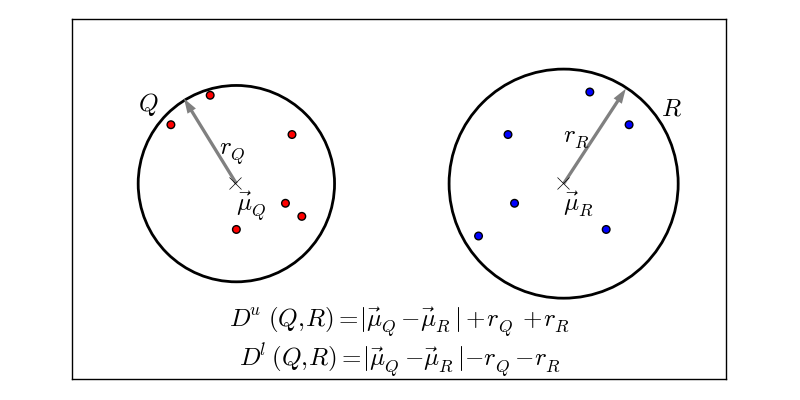 Q
R
r_Q
r_R
μ⃗_Q
μ⃗_R
D^u (Q,R) = |μ⃗_Q − μ⃗_R| + r_Q + r_R
D^l (Q,R) = |μ⃗_Q − μ⃗_R| − r_Q − r_R